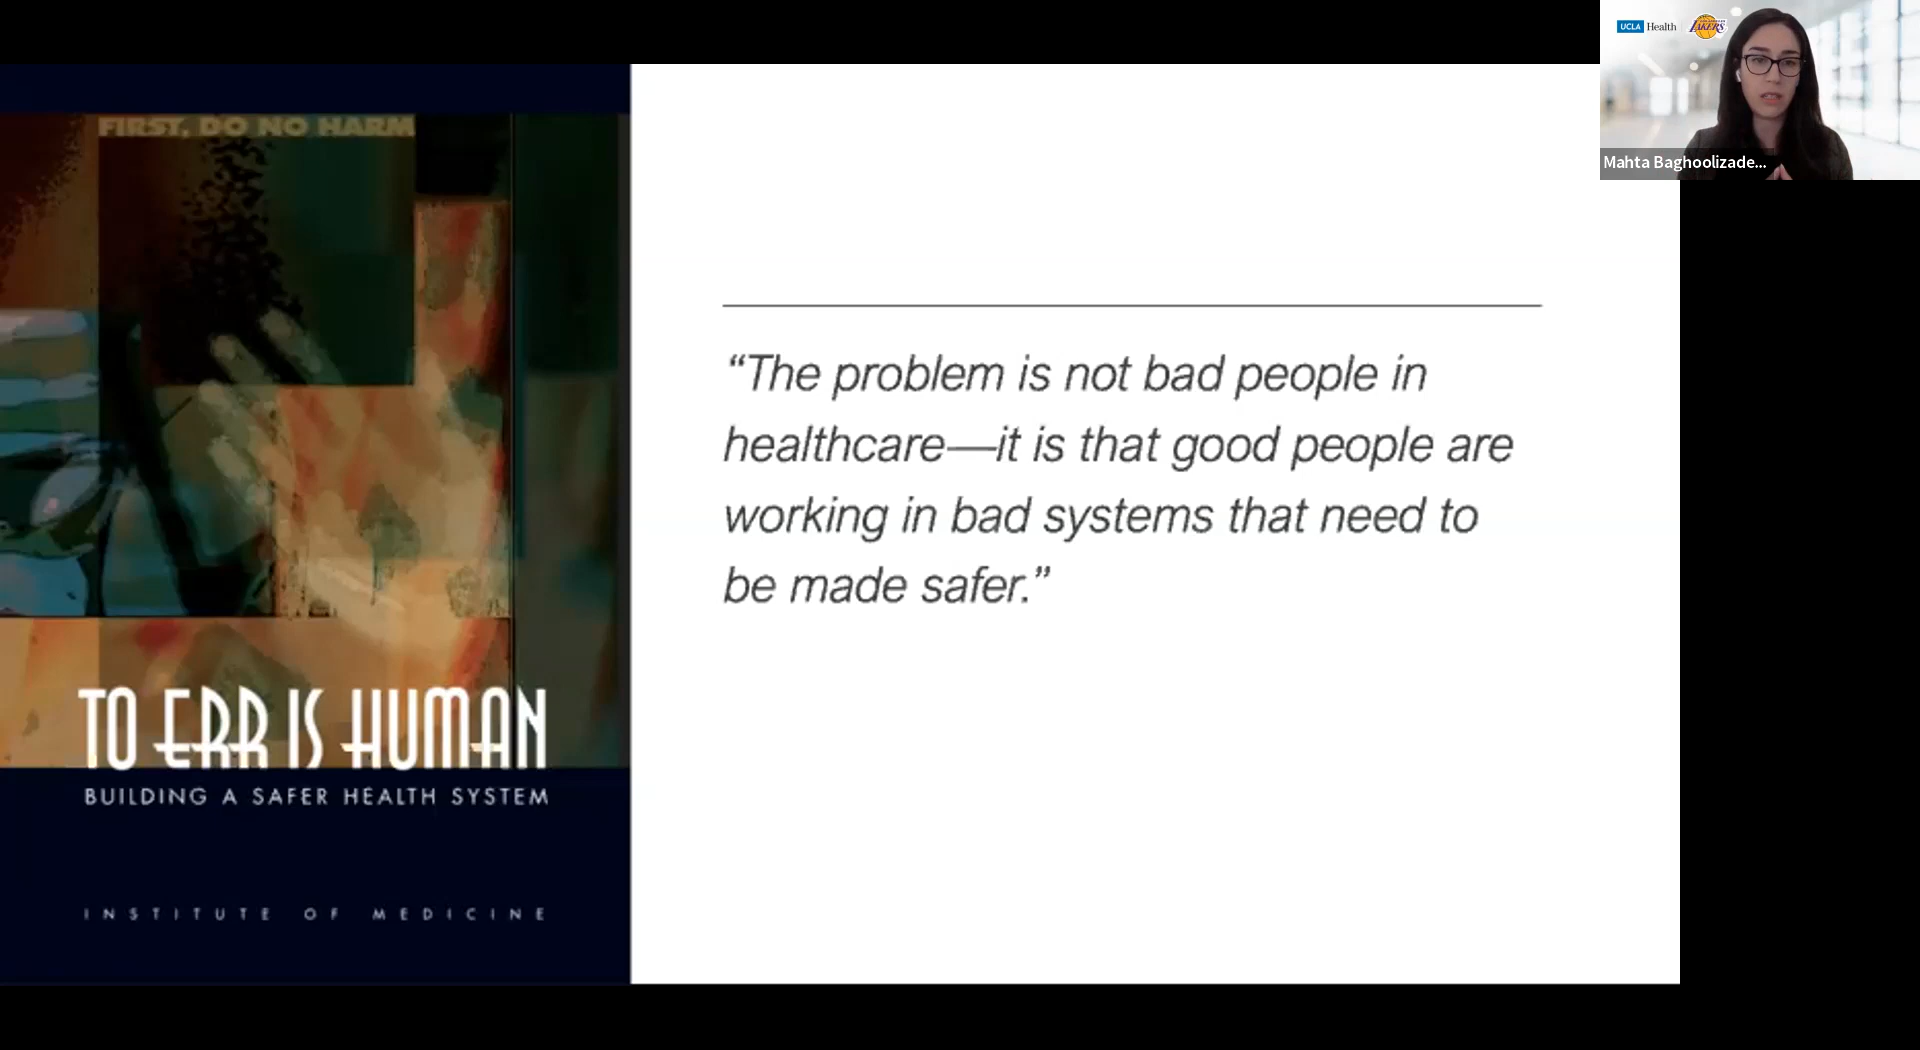 FIRST, DO NO HARM
TO ERR IS HUMAN
BUILDING A SAFER HEALTH SYSTEM
INSTITUTE OF MEDICINE
“The problem is not bad people in
healthcare—it is that good people are
working in bad systems that need to
be made safer.”
UCLA Health
LAKERS
Mahta Baghoolizade...